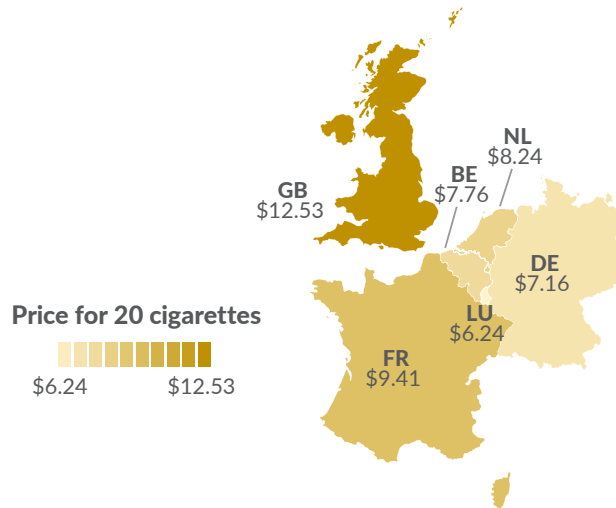 NL
$8.24
BE
$7.76
GB
$12.53
DE
$7.16
Price for 20 cigarettes
LU
$6.24
FR
$9.41
$6.24
$12.53